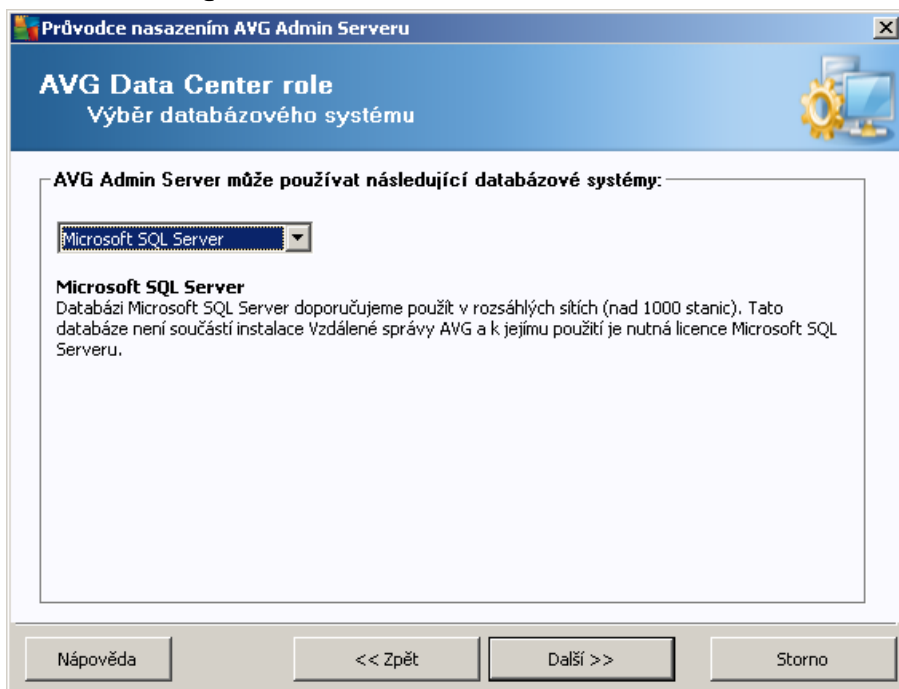 Průvodce nasazením AVG Admin Serveru
AVG Data Center role
Výběr databázového systému
AVG Admin Server může používat následující databázové systémy:
Microsoft SQL Server
Microsoft SQL Server
Databázi Microsoft SQL Server doporučujeme použít v rozsáhlých sítích (nad 1000 stanic). Tato
databáze není součástí instalace Vzdálené správy AVG a k jejímu použití je nutná licence Microsoft SQL
Serveru.
Nápověda
<< Zpět
Další >>
Storno